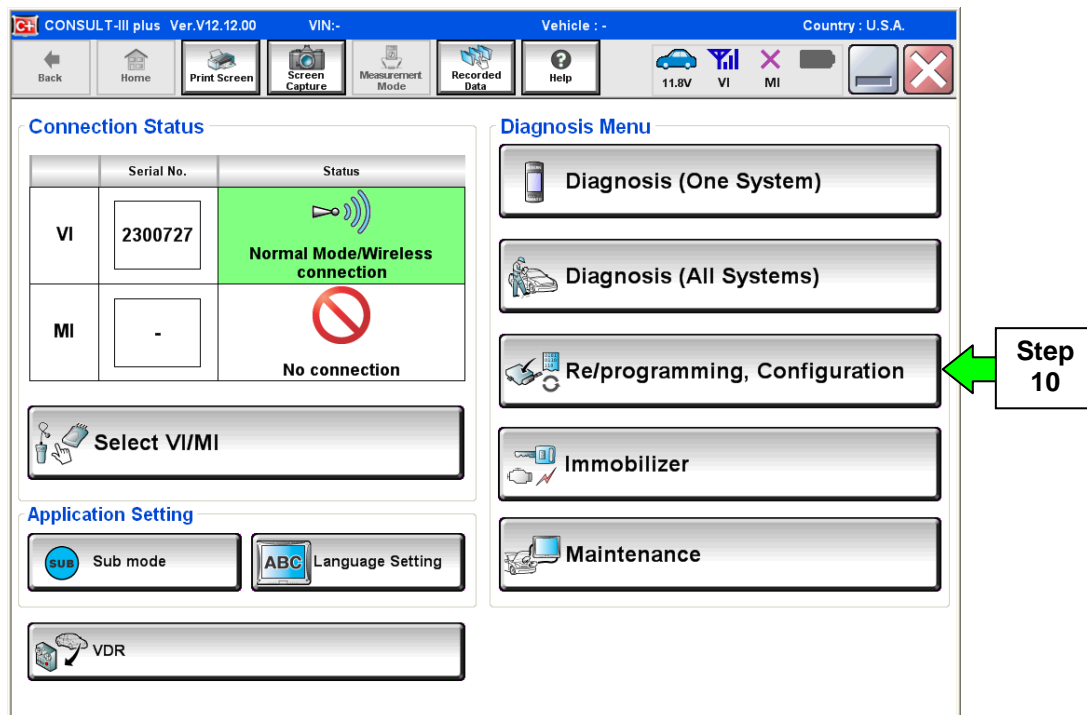 CONSULT-III plus Ver.V12.12.00 VIN:- Vehicle : - Country : U.S.A.
Back Home Print Screen Screen Capture Measurement Mode Recorded Data Help 11.8V VI MI
Connection Status
Serial No. Status
VI 2300727 Normal Mode/Wireless
connection
MI - No connection
Select VI/MI
Application Setting
SUB Sub mode ABC Language Setting
VDR
Diagnosis Menu
Diagnosis (One System)
Diagnosis (All Systems)
Re/programming, Configuration
Immobilizer
Maintenance
Step
10